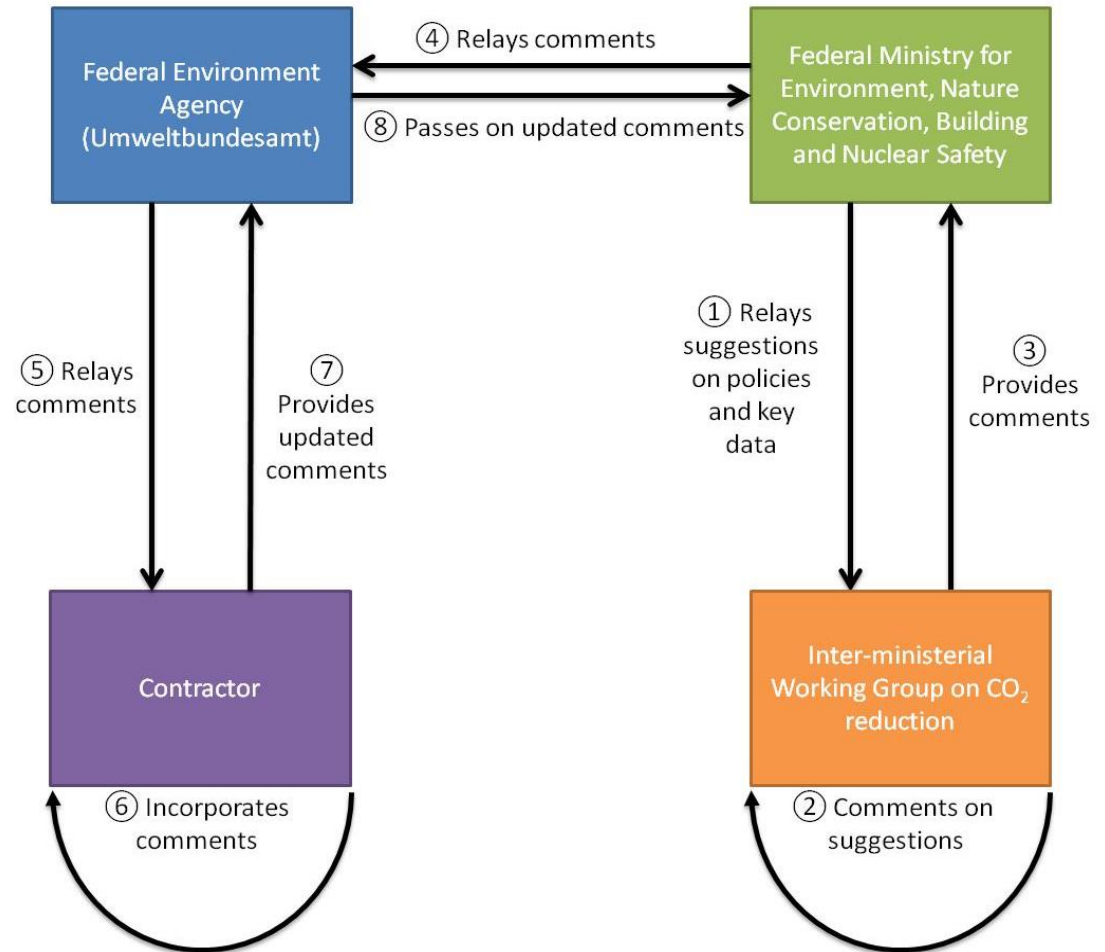 ④ Relays comments
Federal Environment
Agency
(Umweltbundesamt)
Federal Ministry for
Environment, Nature
Conservation, Building
and Nuclear Safety
⑧ Passes on updated comments
① Relays
suggestions
on policies
and key
data
③
Provides
comments
⑤ Relays
comments
⑦
Provides
updated
comments
Contractor
Inter-ministerial
Working Group on CO₂
reduction
⑥ Incorporates
comments
② Comments on
suggestions